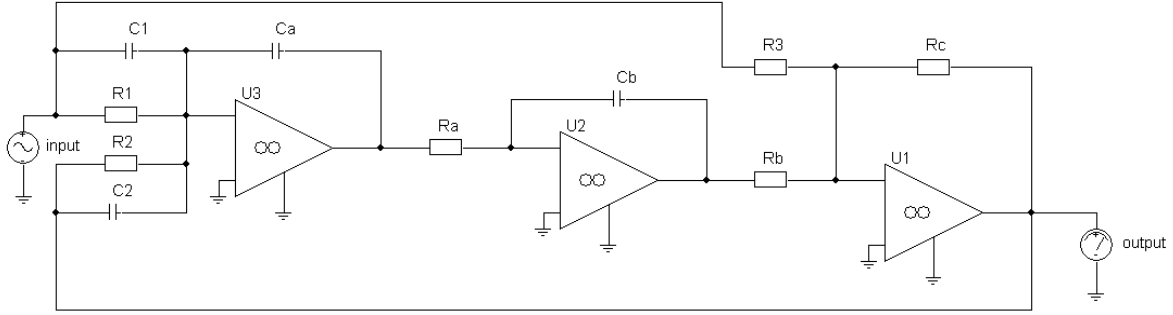 C1
Ca
R3
Rc
R1
U3
Cb
input
R2
∞
Ra
U2
C2
∞
Rb
U1
∞
output